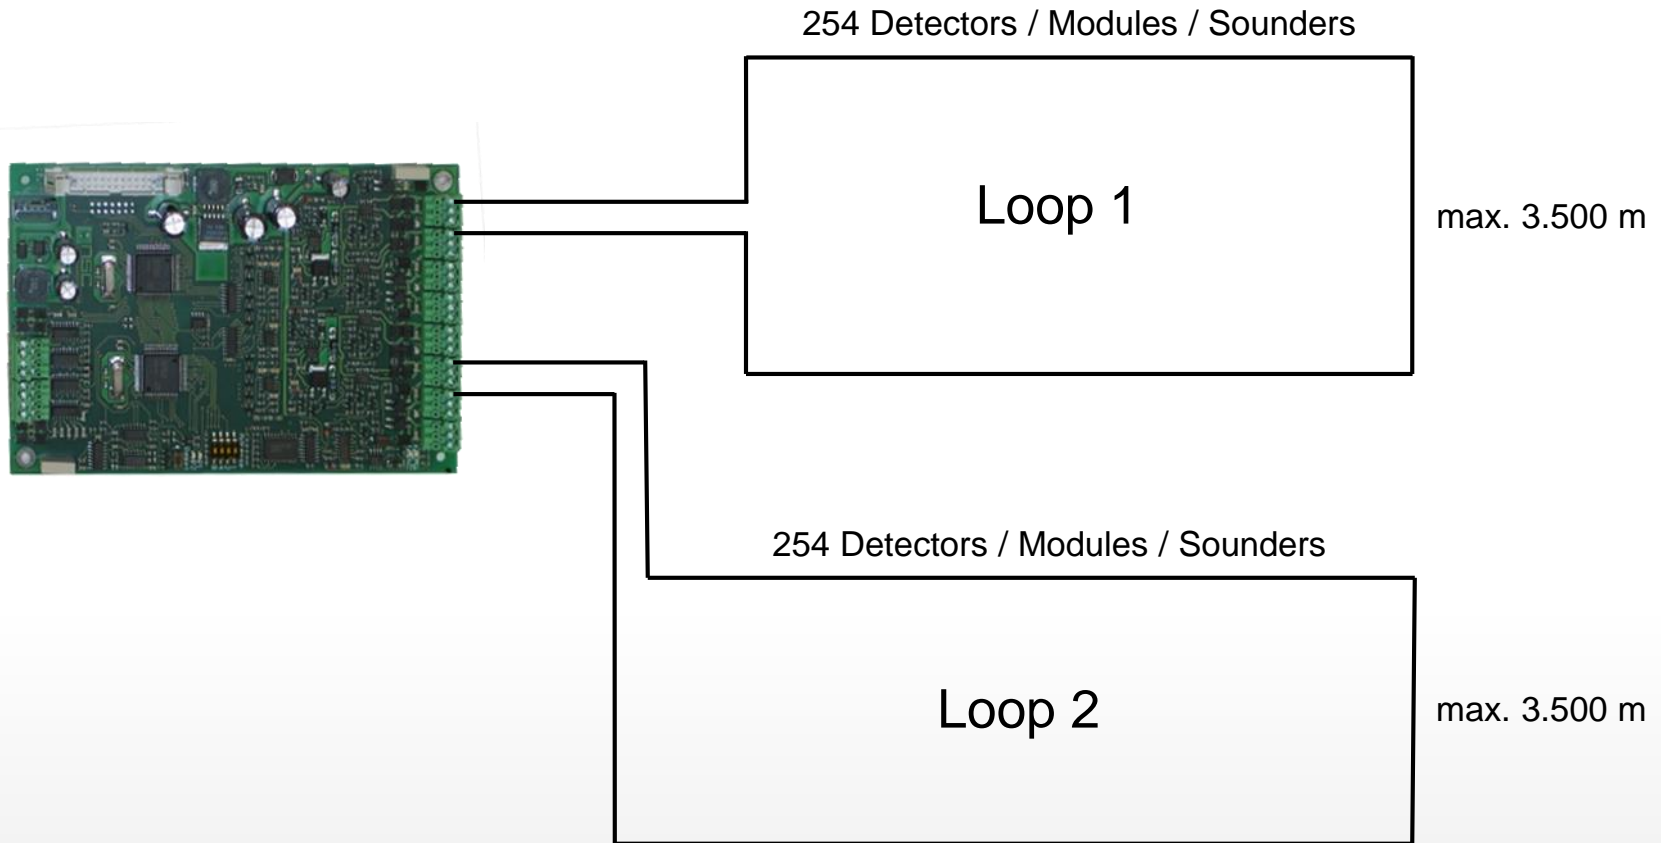 254 Detectors / Modules / Sounders
Loop 1
max. 3.500 m
254 Detectors / Modules / Sounders
Loop 2
max. 3.500 m